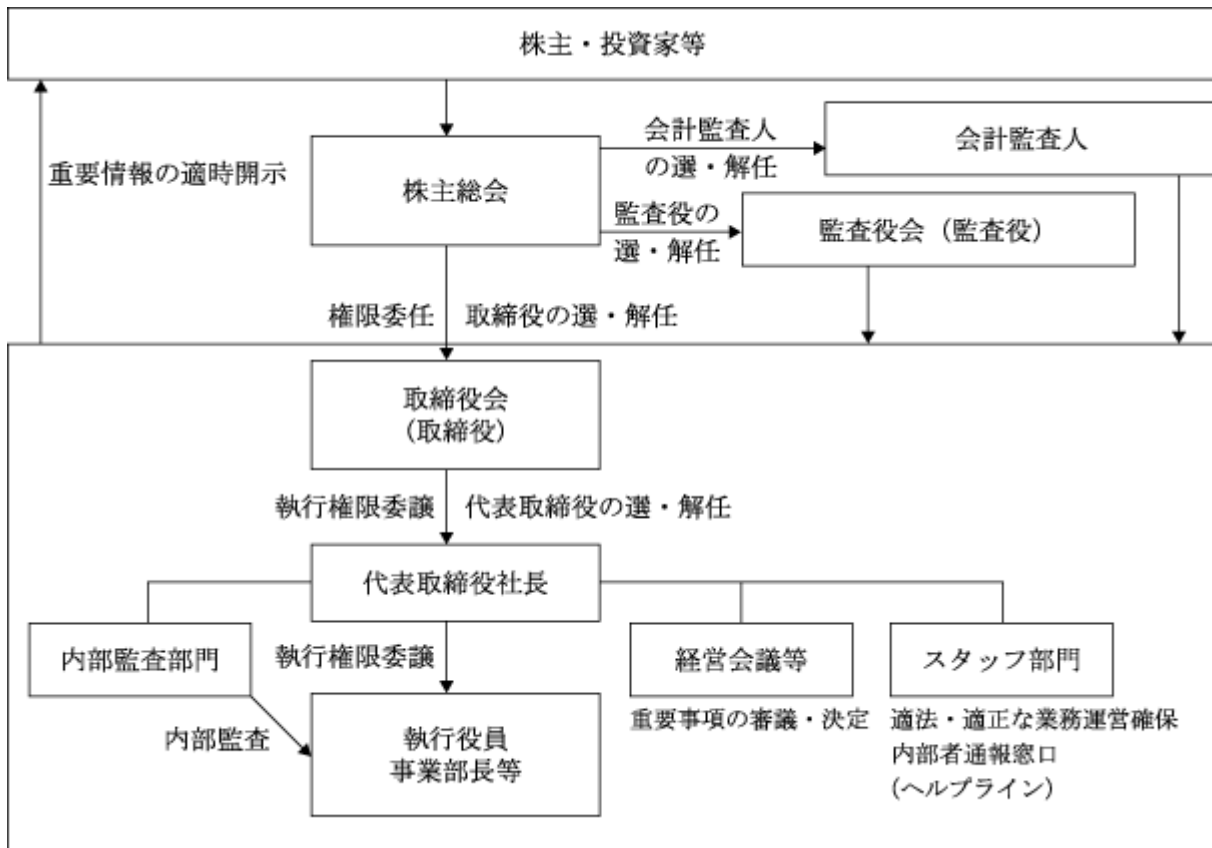 株主・投資家等
会計監査人
の選・解任
会計監査人
重要情報の適時開示
株主総会
監査役の
選・解任
監査役会（監査役）
権限委任
取締役の選・解任
取締役会
(取締役)
執行権限委譲
代表取締役の選・解任
代表取締役社長
内部監査部門
執行権限委譲
経営会議等
スタッフ部門
重要事項の審議・決定
適法・適正な業務運営確保
内部者通報窓口
(ヘルプライン)
内部監査
執行役員
事業部長等